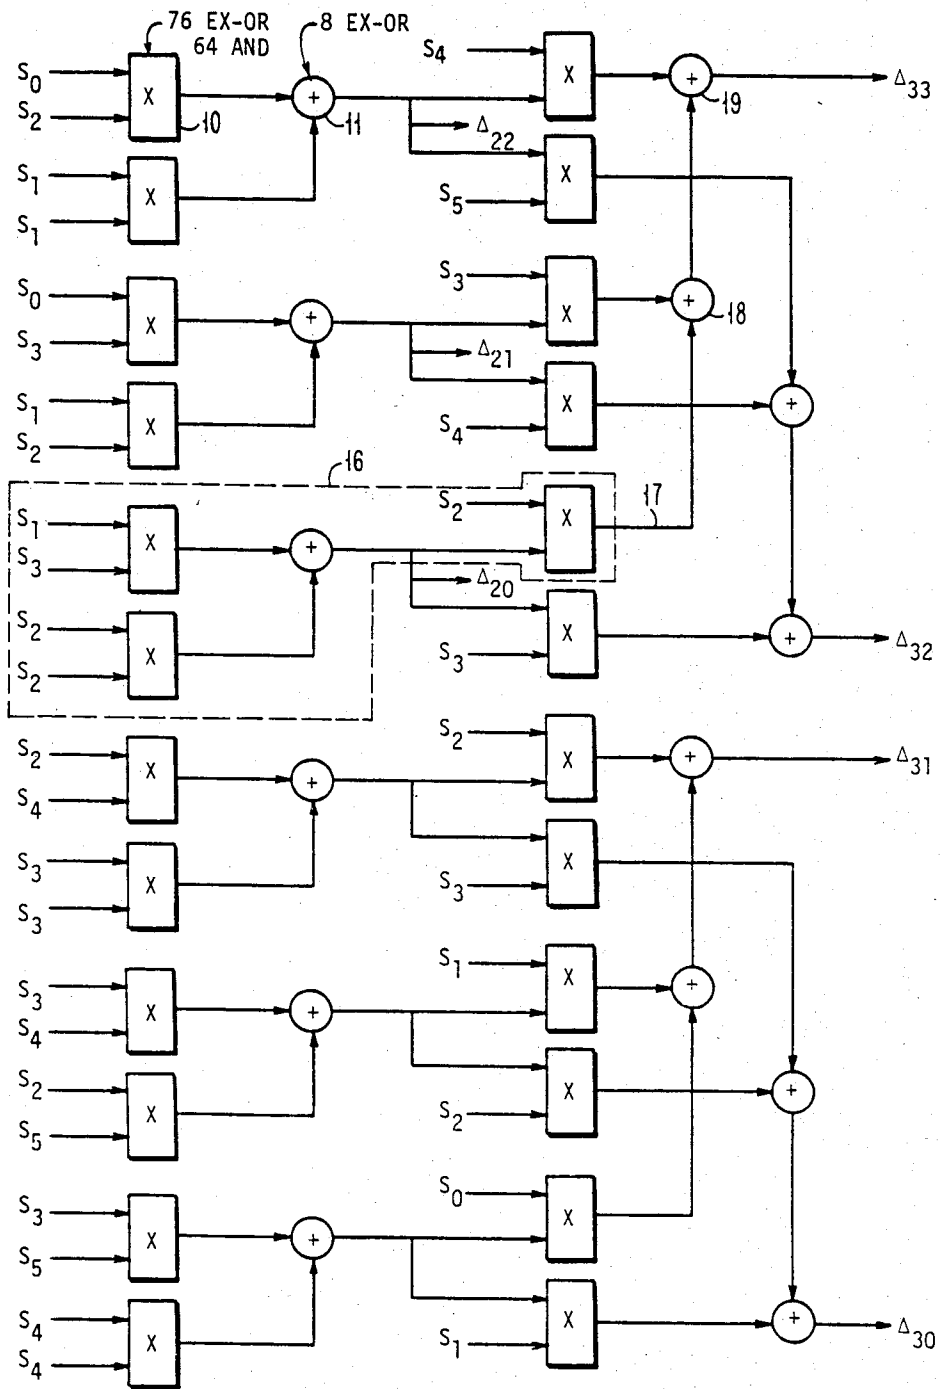 76 EX-OR
64 AND
8 EX-OR
S4
S0
X
S2
10
+
11
Δ22
X
+
19
Δ33
S1
X
S1
X
S5
S0
X
S3
+
Δ21
S3
X
+
18
S1
X
S2
X
S4
+
16
S1
X
S3
+
Δ20
S2
X
17
S2
X
S2
X
S3
+
Δ32
S2
X
S4
+
S2
X
+
Δ31
S3
X
S3
X
S3
S3
X
S4
+
S1
X
+
S2
X
S5
X
S2
+
S3
X
S5
+
S0
X
S4
X
S4
X
S1
+
Δ30